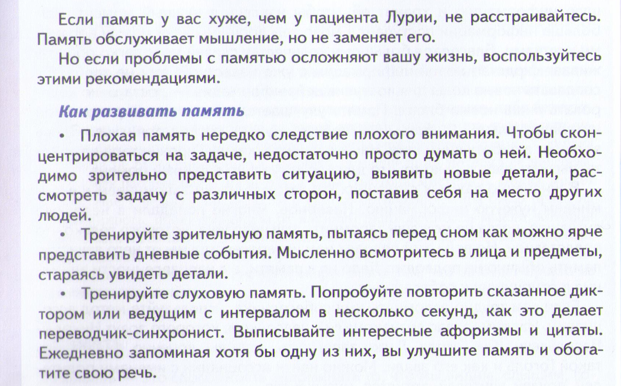 Если память у вас хуже, чем у пациента Лурии, не расстраивайтесь.
Память обслуживает мышление, но не заменяет его.
Но если проблемы с памятью осложняют вашу жизнь, воспользуйтесь
этими рекомендациями.
Как развивать память
• Плохая память нередко следствие плохого внимания. Чтобы скон-
центрироваться на задаче, недостаточно просто думать о ней. Необхо-
димо зрительно представить ситуацию, выявить новые детали, рас-
смотреть задачу с различных сторон, поставив себя на место других
людей.
• Тренируйте зрительную память, пытаясь перед сном как можно ярче
представить дневные события. Мысленно всмотритесь в лица и предметы,
стараясь увидеть детали.
• Тренируйте слуховую память. Попробуйте повторить сказанное дик-
тором или ведущим с интервалом в несколько секунд, как это делает
переводчик-синхронист. Выписывайте интересные афоризмы и цитаты.
Ежедневно запоминая хотя бы одну из них, вы улучшите память и обога-
тите свою речь.